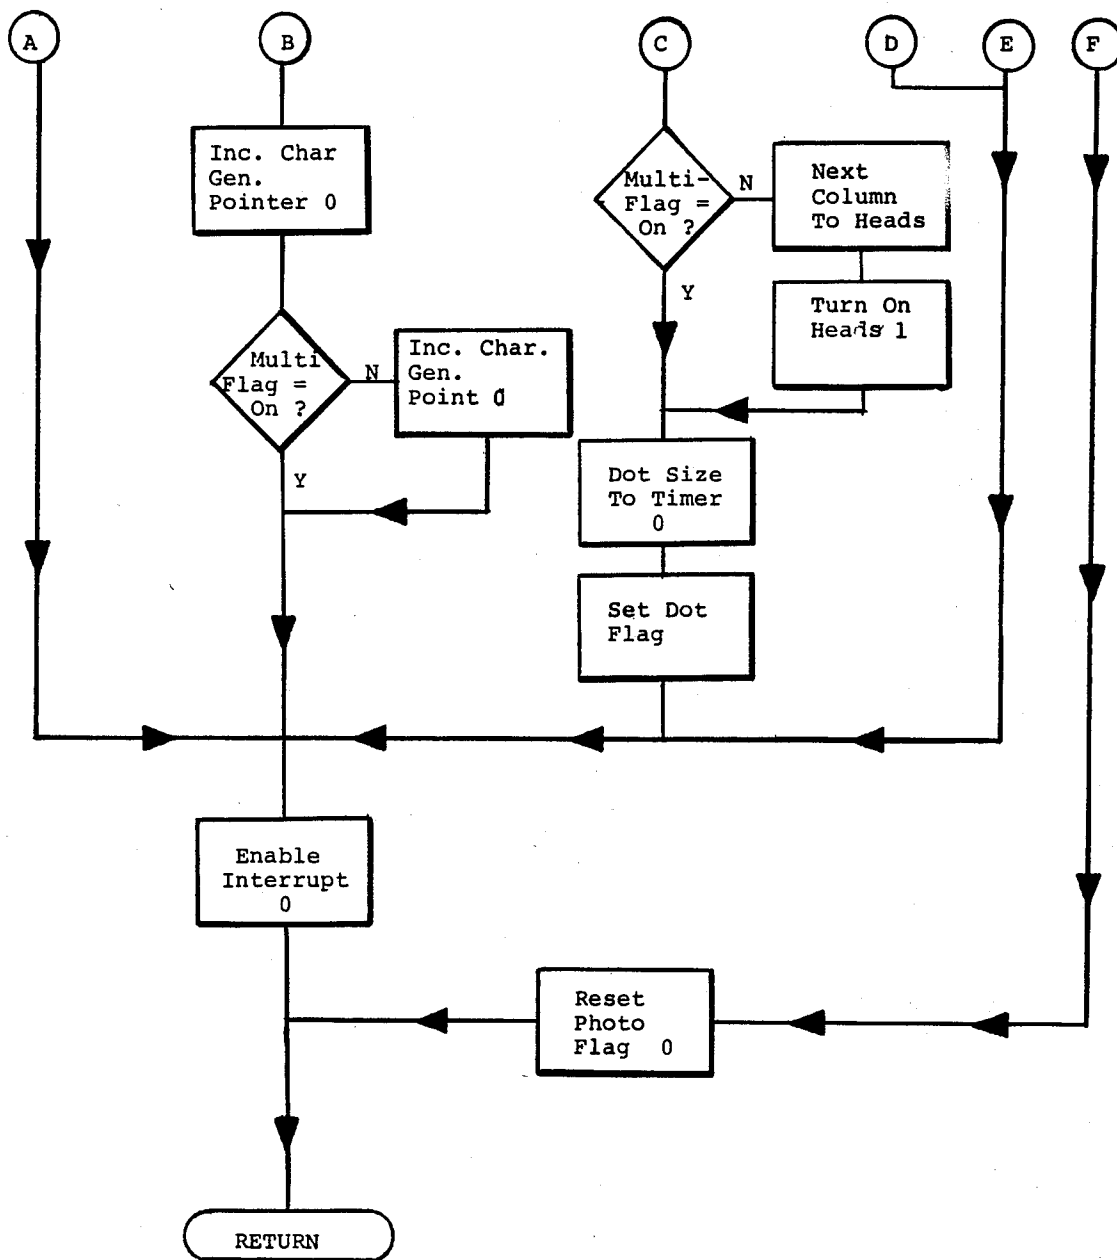 A
B
C
D
E
F
Inc. Char
Gen.
Pointer 0
Multi
Flag =
On ?
N
Y
Inc. Char.
Gen.
Point 0
Multi-
Flag =
On ?
N
Y
Next
Column
To Heads
Turn On
Heads 1
Dot Size
To Timer
0
Set Dot
Flag
Enable
Interrupt
0
Reset
Photo
Flag 0
RETURN